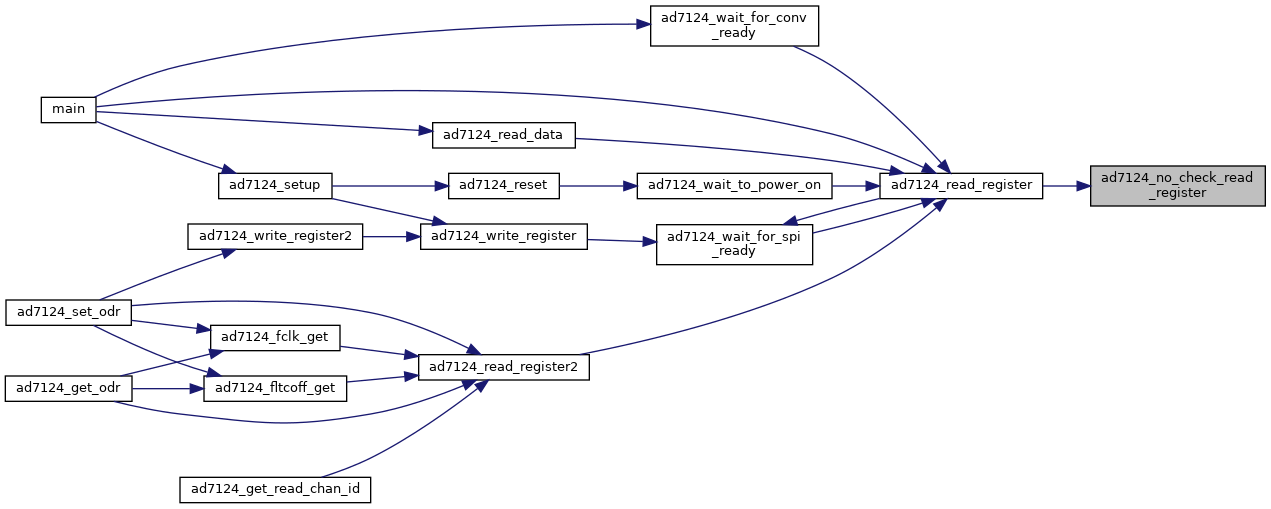 ad7124_wait_for_conv
_ready
main
ad7124_read_data
ad7124_no_check_read
_register
ad7124_setup
ad7124_reset
ad7124_wait_to_power_on
ad7124_read_register
ad7124_write_register2
ad7124_write_register
ad7124_wait_for_spi
_ready
ad7124_set_odr
ad7124_fclk_get
ad7124_read_register2
ad7124_get_odr
ad7124_fltcoff_get
ad7124_get_read_chan_id